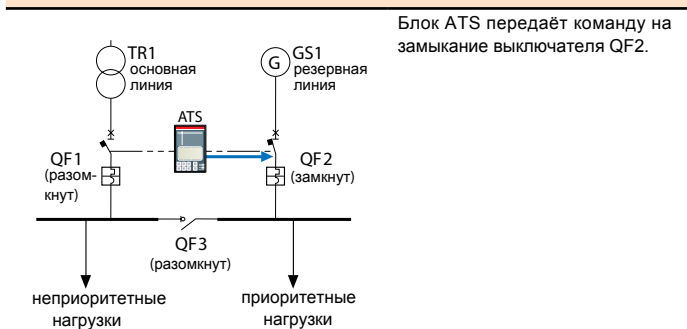 Блок ATS передаёт команду на
замыкание выключателя QF2.
TR1
основная
линия
GS1
резервная
линия
G
ATS
QF1
(разом-
кнут)
QF2
(замкнут)
QF3
(разомкнут)
неприоритетные
нагрузки
приоритетные
нагрузки